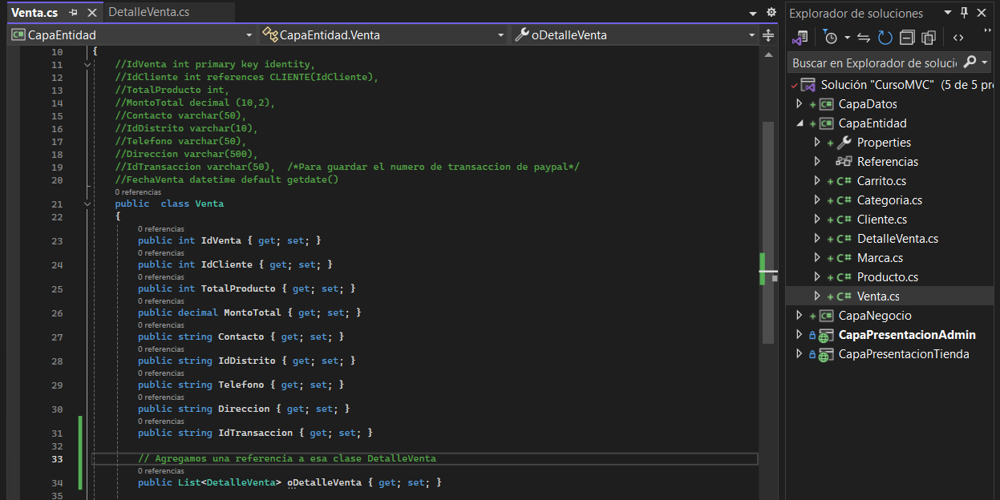 Venta.cs
DetalleVenta.cs
CapaEntidad
CapaEntidad.Venta
oDetalleVenta
10 {
11 //IdVenta int primary key identity,
12 //IdCliente int references CLIENTE(IdCliente),
13 //TotalProducto int,
14 //MontoTotal decimal (10,2),
15 //Contacto varchar(50),
16 //IdDistrito varchar(10),
17 //Telefono varchar(50),
18 //Direccion varchar(500),
19 //IdTransaccion varchar(50), /*Para guardar el numero de transaccion de paypal*/
20 //FechaVenta datetime default getdate()
0 referencias
21 public class Venta
22 {
0 referencias
23 public int IdVenta { get; set; }
0 referencias
24 public int IdCliente { get; set; }
0 referencias
25 public int TotalProducto { get; set; }
0 referencias
26 public decimal MontoTotal { get; set; }
0 referencias
27 public string Contacto { get; set; }
0 referencias
28 public string IdDistrito { get; set; }
0 referencias
29 public string Telefono { get; set; }
0 referencias
30 public string Direccion { get; set; }
0 referencias
31 public string IdTransaccion { get; set; }
32
33 // Agregamos una referencia a esa clase DetalleVenta
0 referencias
34 public List<DetalleVenta> oDetalleVenta { get; set; }
35
Explorador de soluciones
Buscar en Explorador de soluci
Solución "CursoMVC" (5 de 5 pr
CapaDatos
CapaEntidad
Properties
Referencias
Carrito.cs
Categoria.cs
Cliente.cs
DetalleVenta.cs
Marca.cs
Producto.cs
Venta.cs
CapaNegocio
CapaPresentacionAdmin
CapaPresentacionTienda